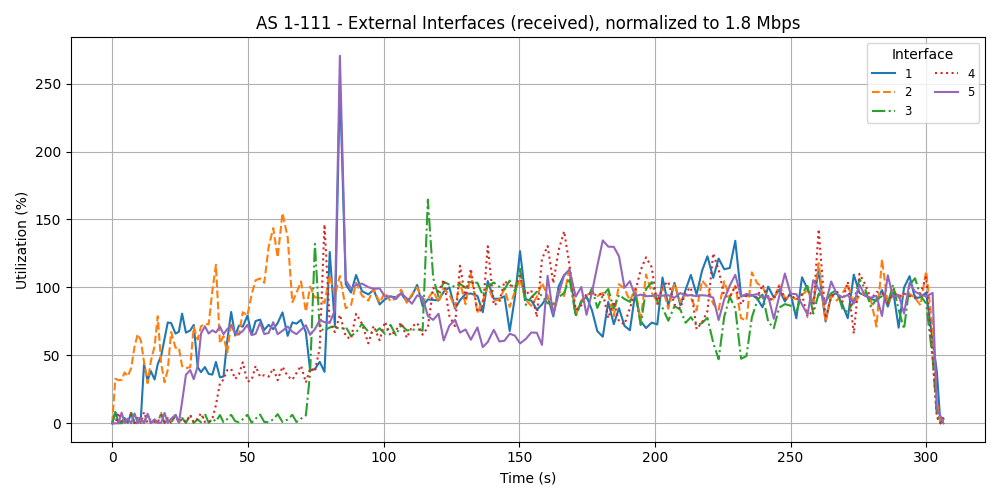 AS 1-111 - External Interfaces (received), normalized to 1.8 Mbps
Interface
1
2
3
4
5
Utilization (%)
250
200
150
100
50
0
0 50 100 150 200 250 300
Time (s)